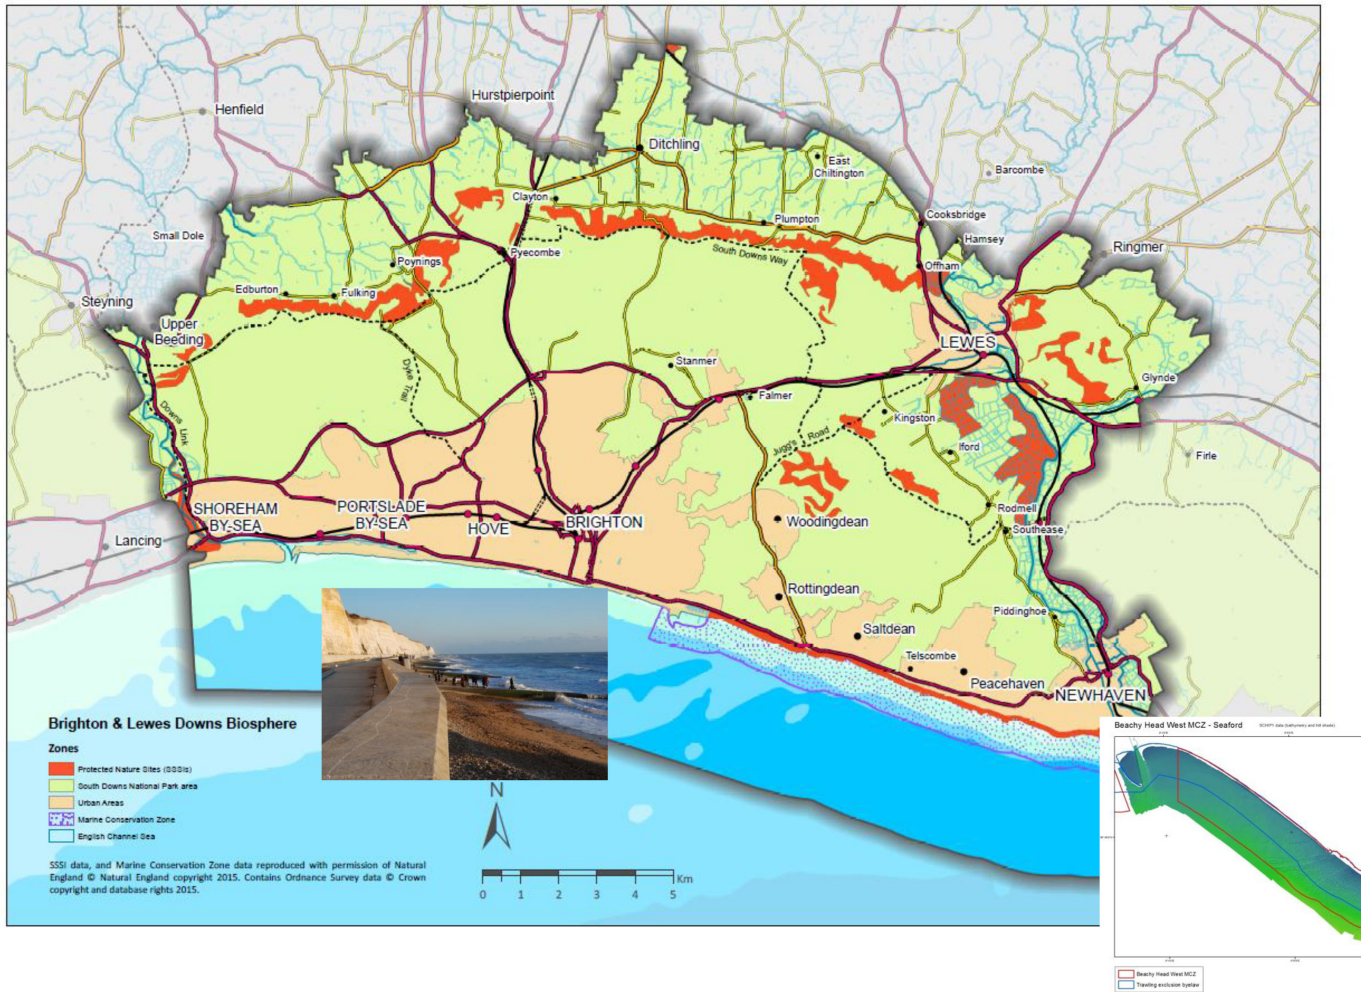 Hurstpierpoint
Henfield
Ditchling
East
Chiltington
Barcombe
Clayton
Plumpton
Cooksbridge
Small Dole
Hamsey
Ringmer
Pyecombe
South Downs Way
Offham
Poynings
Edburton
Fulking
Steyning
Upper
Beeding
LEWES
Stanmer
Dyke Trail
Glynde
Falmer
Downs Link
Kingston
Jugg's Road
Iford
Firle
SHOREHAM
BY-SEA
PORTSLADE
BY-SEA
HOVE
BRIGHTON
Woodingdean
Rodmell
Southease
Lancing
Rottingdean
Piddinghoe
Saltdean
Telscombe
Peacehaven
NEWHAVEN
Brighton & Lewes Downs Biosphere
Zones
Protected Nature Sites (SSSIs)
South Downs National Park area
Urban Areas
Marine Conservation Zone
English Channel Sea
SSSI data, and Marine Conservation Zone data reproduced with permission of Natural
England © Natural England copyright 2015. Contains Ordnance Survey data © Crown
copyright and database rights 2015.
N
Km
0 1 2 3 4 5
Beachy Head West MCZ - Seaford
Beachy Head West MCZ
Trawling exclusion byelaw